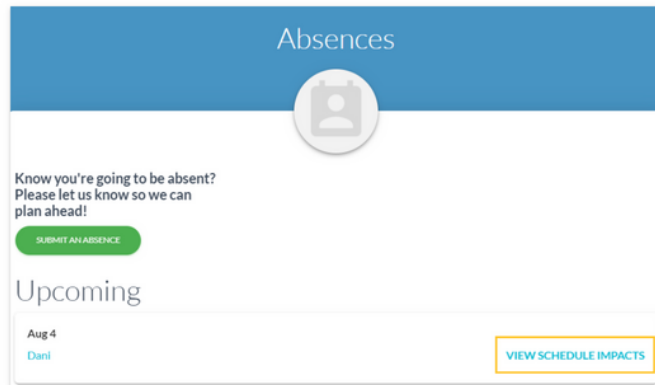 Absences
Know you're going to be absent?
Please let us know so we can
plan ahead!
SUBMIT AN ABSENCE
Upcoming
Aug 4
Dani
VIEW SCHEDULE IMPACTS